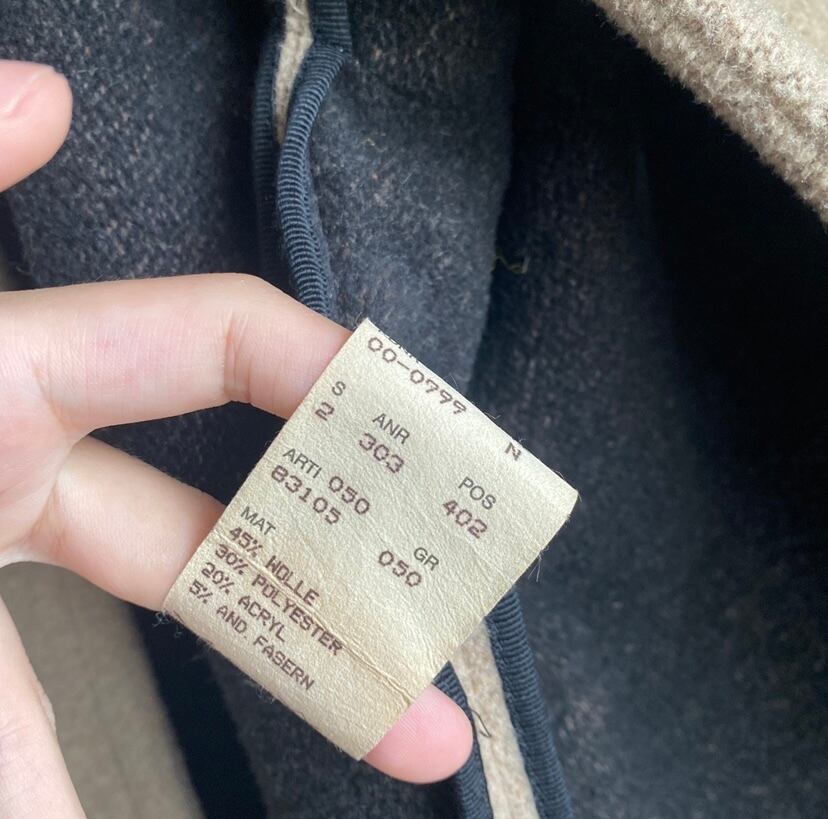 00-0799 N
S ANR POS
2 303 402
ARTI 050 GR
83105 050
MAT
45% WOLLE
30% POLYESTER
20% ACRYL
5% AND FASERN